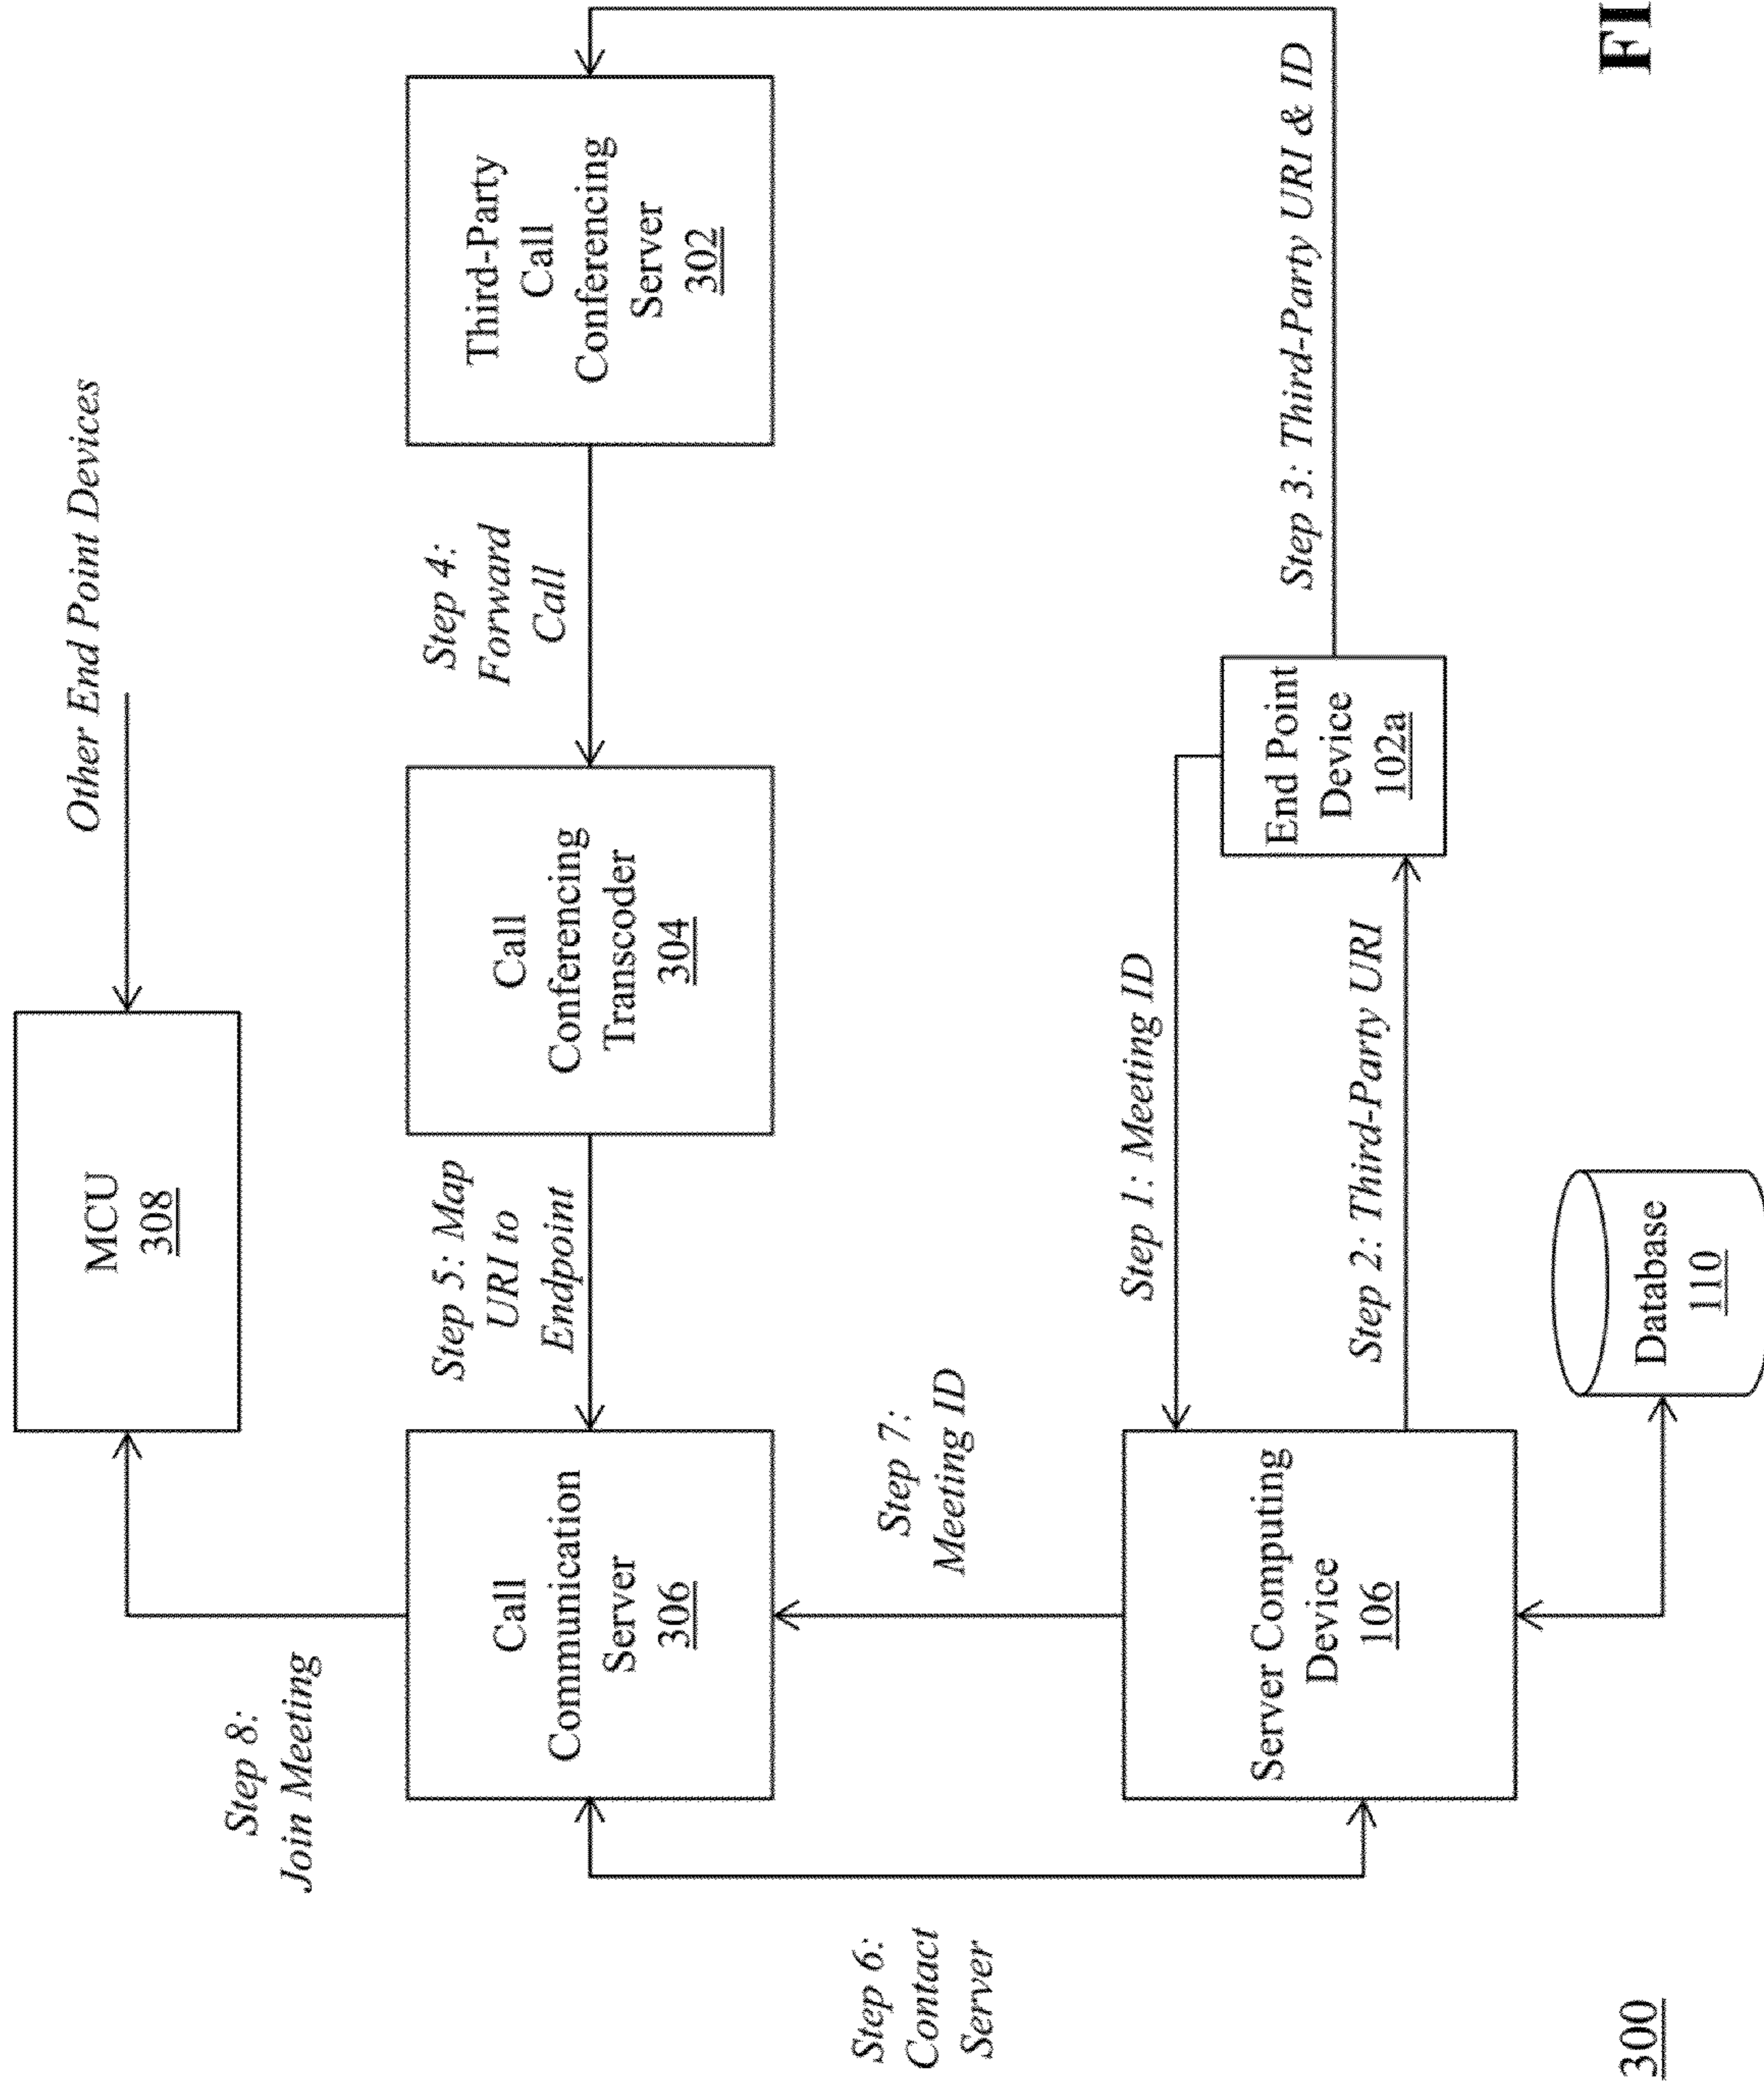 Other End Point Devices
MCU
308
Step 8:
Join Meeting
Third-Party
Call
Conferencing
Server
302
Step 4:
Forward
Call
Call
Conferencing
Transcoder
304
Step 5: Map
URI to
Endpoint
Call
Communication
Server
306
Step 6:
Contact
Server
Step 7:
Meeting ID
Step 1: Meeting ID
Step 3: Third-Party URI & ID
End Point
Device
102a
Step 2: Third-Party URI
Server Computing
Device
106
Database
110
300
FI